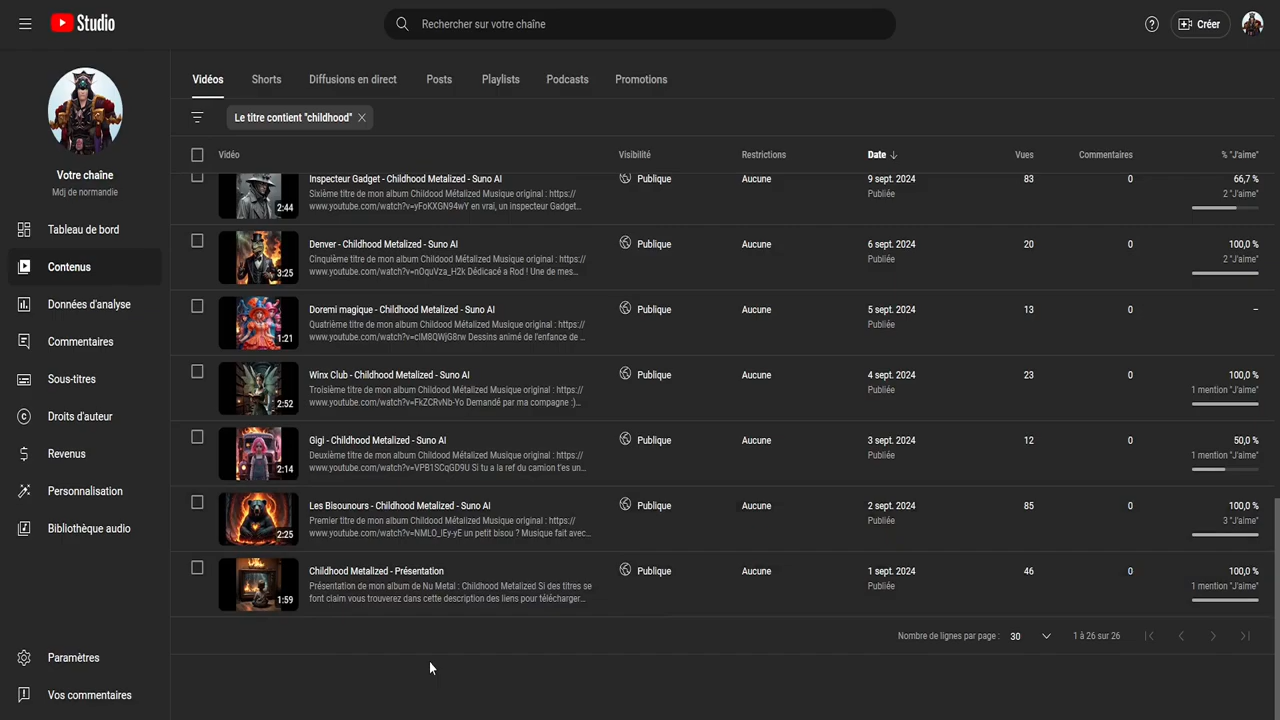 Studio
Rechercher sur votre chaîne
Créer
Votre chaîne
Mdj de normandie
Tableau de bord
Contenus
Données d'analyse
Commentaires
Sous-titres
Droits d'auteur
Revenus
Personnalisation
Bibliothèque audio
Paramètres
Vos commentaires
Vidéos Shorts Diffusions en direct Posts Playlists Podcasts Promotions
Le titre contient "childhood"
Vidéo Visibilité Restrictions Date Vues Commentaires % "J'aime"
Inspecteur Gadget - Childhood Metalized - Suno AI Publique Aucune 9 sept. 2024 83 0 66,7 %
Sixième titre de mon album Childood Métalized Musique original : https:// Publiée 2 "J'aime"
www.youtube.com/watch?v=yFoKXGN94wY en vrai, un Inspecteur Gadget...
2:44
Denver - Childhood Metalized - Suno AI Publique Aucune 6 sept. 2024 20 0 100,0 %
Cinquième titre de mon album Childood Métalized Musique original : https:// Publiée 2 "J'aime"
www.youtube.com/watch?v=nOquVza_H2k Dédicacé a Rod ! Une de mes...
3:25
Doremi magique - Childhood Metalized - Suno AI Publique Aucune 5 sept. 2024 13 0 –
Quatrième titre de mon album Childood Métalized Musique original : https:// Publiée
www.youtube.com/watch?v=cIM8QWjG8rw Dessins animé de l'enfance de ...
1:21
Winx Club - Childhood Metalized - Suno AI Publique Aucune 4 sept. 2024 23 0 100,0 %
Troisième titre de mon album Childood Métalized Musique original : https:// Publiée 1 mention "J'aime"
www.youtube.com/watch?v=FkZCRvNb-Yo Demandé par ma compagne :)...
2:52
Gigi - Childhood Metalized - Suno AI Publique Aucune 3 sept. 2024 12 0 50,0 %
Deuxième titre de mon album Childood Métalized Musique original : https:// Publiée 1 mention "J'aime"
www.youtube.com/watch?v=VPB1SCqGD9U Si tu a la ref du camion t'es un...
2:14
Les Bisounours - Childhood Metalized - Suno AI Publique Aucune 2 sept. 2024 85 0 100,0 %
Premier titre de mon album Childood Métalized Musique original : https:// Publiée 3 "J'aime"
www.youtube.com/watch?v=NMLO_iEy-yE un petit bisou ? Musique fait avec...
2:25
Childhood Metalized - Présentation Publique Aucune 1 sept. 2024 46 0 100,0 %
Présentation de mon album de Nu Metal : Childhood Metalized Si des titres se Publiée 1 mention "J'aime"
font claim vous trouverez dans cette description des liens pour télécharger...
1:59
Nombre de lignes par page : 30 1 à 26 sur 26